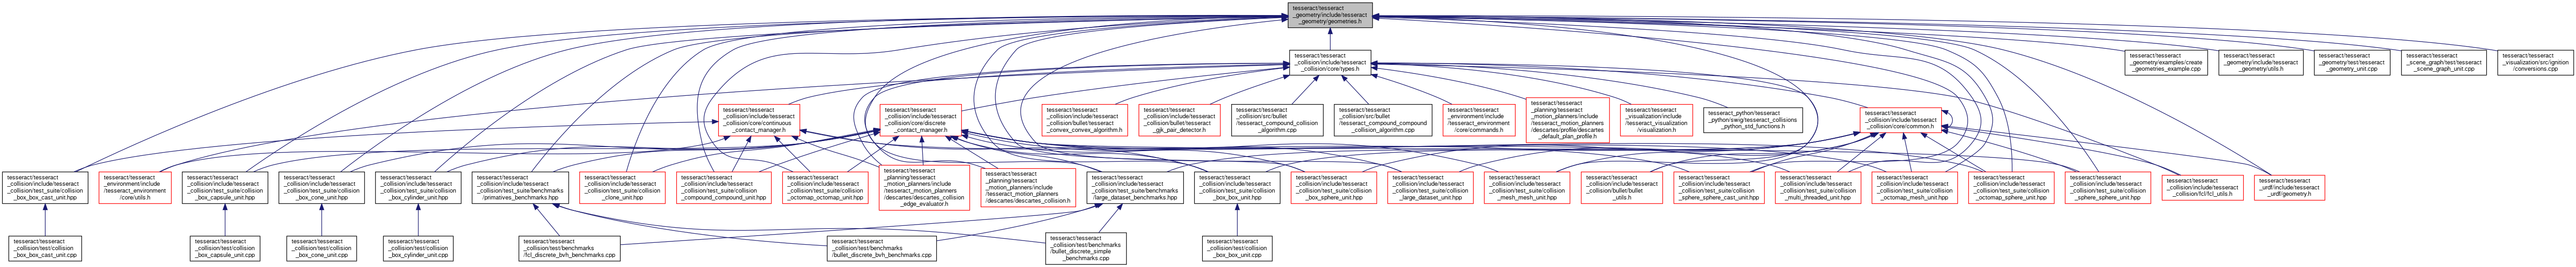 tesseract/tesseract
_geometry/include/tesseract
_geometry/geometries.h
tesseract/tesseract
_collision/include/tesseract
_collision/core/types.h
tesseract/tesseract
_geometry/examples/create
_geometries_example.cpp
tesseract/tesseract
_geometry/include/tesseract
_geometry/utils.h
tesseract/tesseract
_geometry/test/tesseract
_geometry_unit.cpp
tesseract/tesseract
_scene_graph/test/tesseract
_scene_graph_unit.cpp
tesseract/tesseract
_visualization/src/ignition
/conversions.cpp
tesseract/tesseract
_collision/include/tesseract
_collision/core/continuous
_contact_manager.h
tesseract/tesseract
_collision/include/tesseract
_collision/core/discrete
_contact_manager.h
tesseract/tesseract
_collision/include/tesseract
_collision/bullet/tesseract
_convex_convex_algorithm.h
tesseract/tesseract
_collision/include/tesseract
_collision/bullet/tesseract
_gjk_pair_detector.h
tesseract/tesseract
_collision/src/bullet
/tesseract_compound_collision
_algorithm.cpp
tesseract/tesseract
_collision/src/bullet
/tesseract_compound_compound
_collision_algorithm.cpp
tesseract/tesseract
_environment/include
/tesseract_environment
/core/commands.h
tesseract/tesseract
_planning/tesseract
_motion_planners/include
/tesseract_motion_planners
/descartes/profile/descartes
_default_plan_profile.h
tesseract/tesseract
_visualization/include
/tesseract_visualization
/visualization.h
tesseract_python/tesseract
_python/swig/tesseract_collisions
_python_std_functions.h
tesseract/tesseract
_collision/include/tesseract
_collision/core/common.h
tesseract/tesseract
_collision/include/tesseract
_collision/test_suite/collision
_box_box_cast_unit.hpp
tesseract/tesseract
_environment/include
/tesseract_environment
/core/utils.h
tesseract/tesseract
_collision/include/tesseract
_collision/test_suite/collision
_box_capsule_unit.hpp
tesseract/tesseract
_collision/include/tesseract
_collision/test_suite/collision
_box_cone_unit.hpp
tesseract/tesseract
_collision/include/tesseract
_collision/test_suite/collision
_box_cylinder_unit.hpp
tesseract/tesseract
_collision/include/tesseract
_collision/test_suite/benchmarks
/primatives_benchmarks.hpp
tesseract/tesseract
_collision/include/tesseract
_collision/test_suite/collision
_clone_unit.hpp
tesseract/tesseract
_collision/include/tesseract
_collision/test_suite/collision
_compound_compound_unit.hpp
tesseract/tesseract
_collision/include/tesseract
_collision/test_suite/collision
_octomap_octomap_unit.hpp
tesseract/tesseract
_planning/tesseract
_motion_planners/include
/tesseract_motion_planners
/descartes/descartes_collision
_edge_evaluator.h
tesseract/tesseract
_planning/tesseract
_motion_planners/include
/tesseract_motion_planners
/descartes/descartes_collision.h
tesseract/tesseract
_collision/include/tesseract
_collision/test_suite/benchmarks
/large_dataset_benchmarks.hpp
tesseract/tesseract
_collision/include/tesseract
_collision/test_suite/collision
_box_box_unit.hpp
tesseract/tesseract
_collision/include/tesseract
_collision/test_suite/collision
_box_sphere_unit.hpp
tesseract/tesseract
_collision/include/tesseract
_collision/test_suite/collision
_large_dataset_unit.hpp
tesseract/tesseract
_collision/include/tesseract
_collision/test_suite/collision
_mesh_mesh_unit.hpp
tesseract/tesseract
_collision/include/tesseract
_collision/bullet/bullet
_utils.h
tesseract/tesseract
_collision/include/tesseract
_collision/test_suite/collision
_sphere_sphere_cast_unit.hpp
tesseract/tesseract
_collision/include/tesseract
_collision/test_suite/collision
_multi_threaded_unit.hpp
tesseract/tesseract
_collision/include/tesseract
_collision/test_suite/collision
_octomap_mesh_unit.hpp
tesseract/tesseract
_collision/include/tesseract
_collision/test_suite/collision
_octomap_sphere_unit.hpp
tesseract/tesseract
_collision/include/tesseract
_collision/test_suite/collision
_sphere_sphere_unit.hpp
tesseract/tesseract
_collision/include/tesseract
_collision/fcl/fcl_utils.h
tesseract/tesseract
_urdf/include/tesseract
_urdf/geometry.h
tesseract/tesseract
_collision/test/collision
_box_box_cast_unit.cpp
tesseract/tesseract
_collision/test/collision
_box_capsule_unit.cpp
tesseract/tesseract
_collision/test/collision
_box_cone_unit.cpp
tesseract/tesseract
_collision/test/collision
_box_cylinder_unit.cpp
tesseract/tesseract
_collision/test/benchmarks
/fcl_discrete_bvh_benchmarks.cpp
tesseract/tesseract
_collision/test/benchmarks
/bullet_discrete_bvh_benchmarks.cpp
tesseract/tesseract
_collision/test/benchmarks
/bullet_discrete_simple
_benchmarks.cpp
tesseract/tesseract
_collision/test/collision
_box_box_unit.cpp